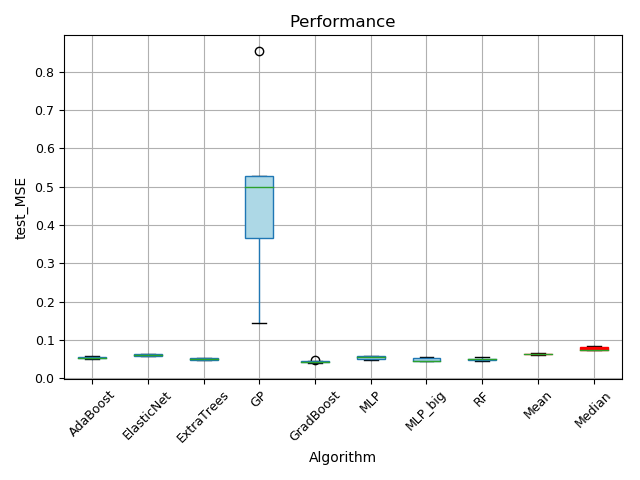 Performance
test_MSE
0.8
0.7
0.6
0.5
0.4
0.3
0.2
0.1
0.0
AdaBoost
ElasticNet
ExtraTrees
GP
GradBoost
MLP
MLP_big
RF
Mean
Median
Algorithm